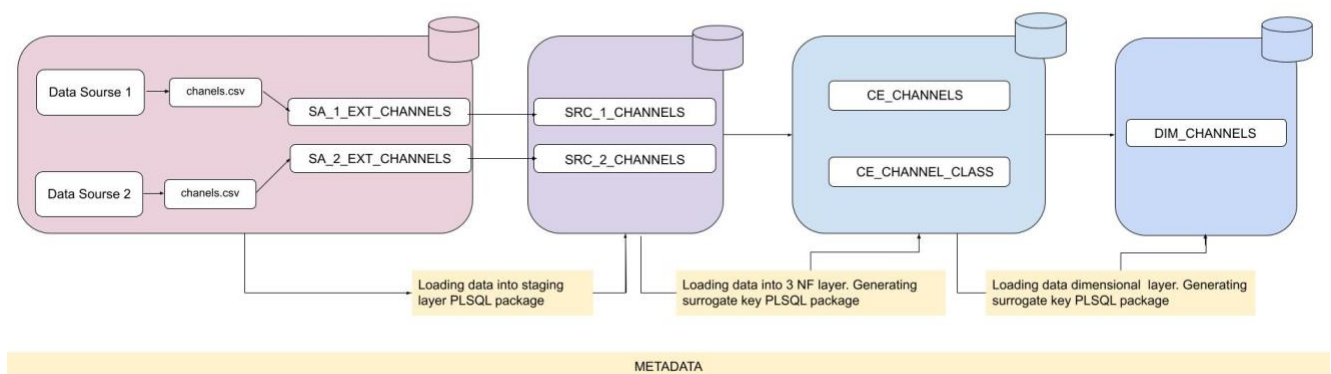 Data Sourse 1
chanels.csv
SA_1_EXT_CHANNELS
SRC_1_CHANNELS
CE_CHANNELS
DIM_CHANNELS
SA_2_EXT_CHANNELS
SRC_2_CHANNELS
CE_CHANNEL_CLASS
Data Sourse 2
chanels.csv
Loading data into staging
layer PLSQL package
Loading data into 3 NF layer. Generating
surrogate key PLSQL package
Loading data dimensional  layer. Generating
surrogate key PLSQL package
METADATA